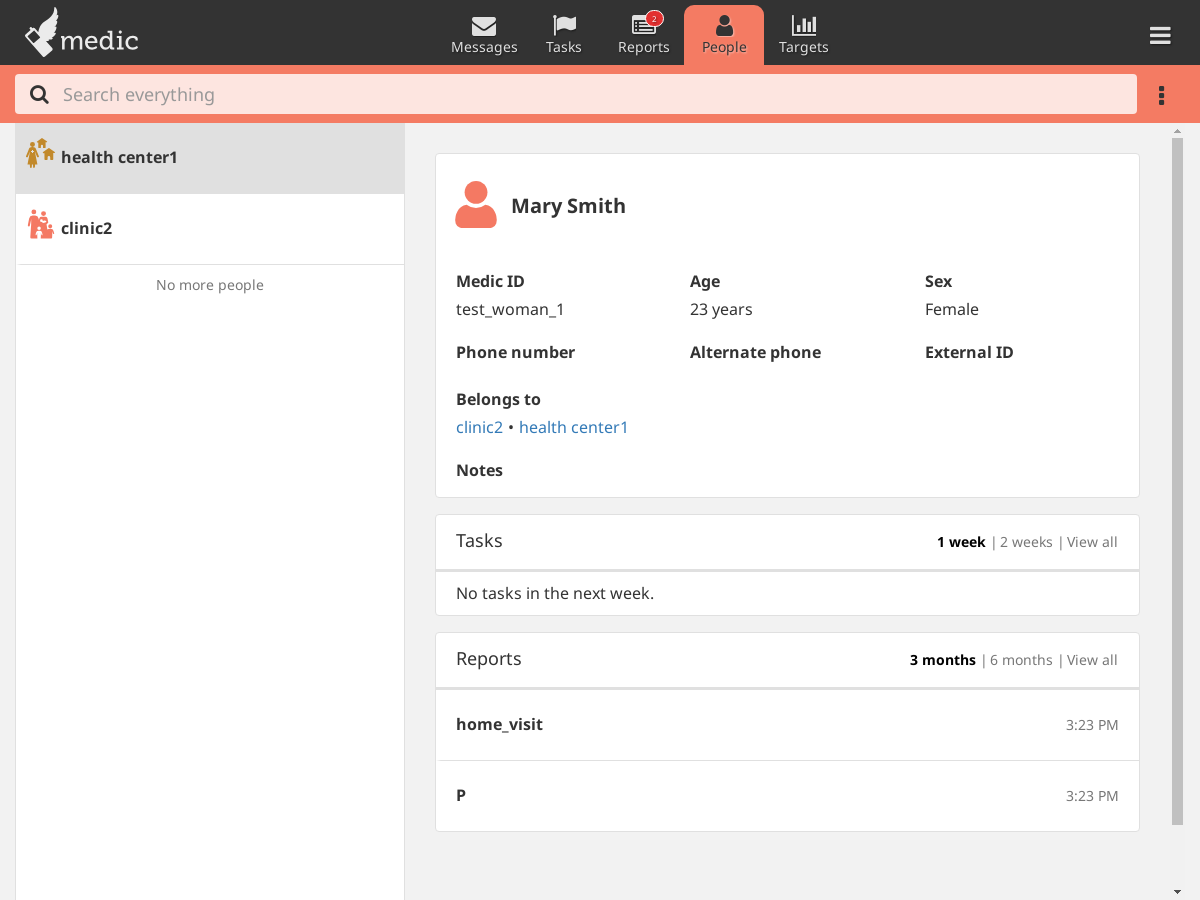 medic
Messages
Tasks
2
Reports
People
Targets
Search everything
health center1
clinic2
No more people
Mary Smith
Medic ID Age Sex
test_woman_1 23 years Female
Phone number Alternate phone External ID
Belongs to
clinic2 • health center1
Notes
Tasks 1 week | 2 weeks | View all
No tasks in the next week.
Reports 3 months | 6 months | View all
home_visit 3:23 PM
P 3:23 PM